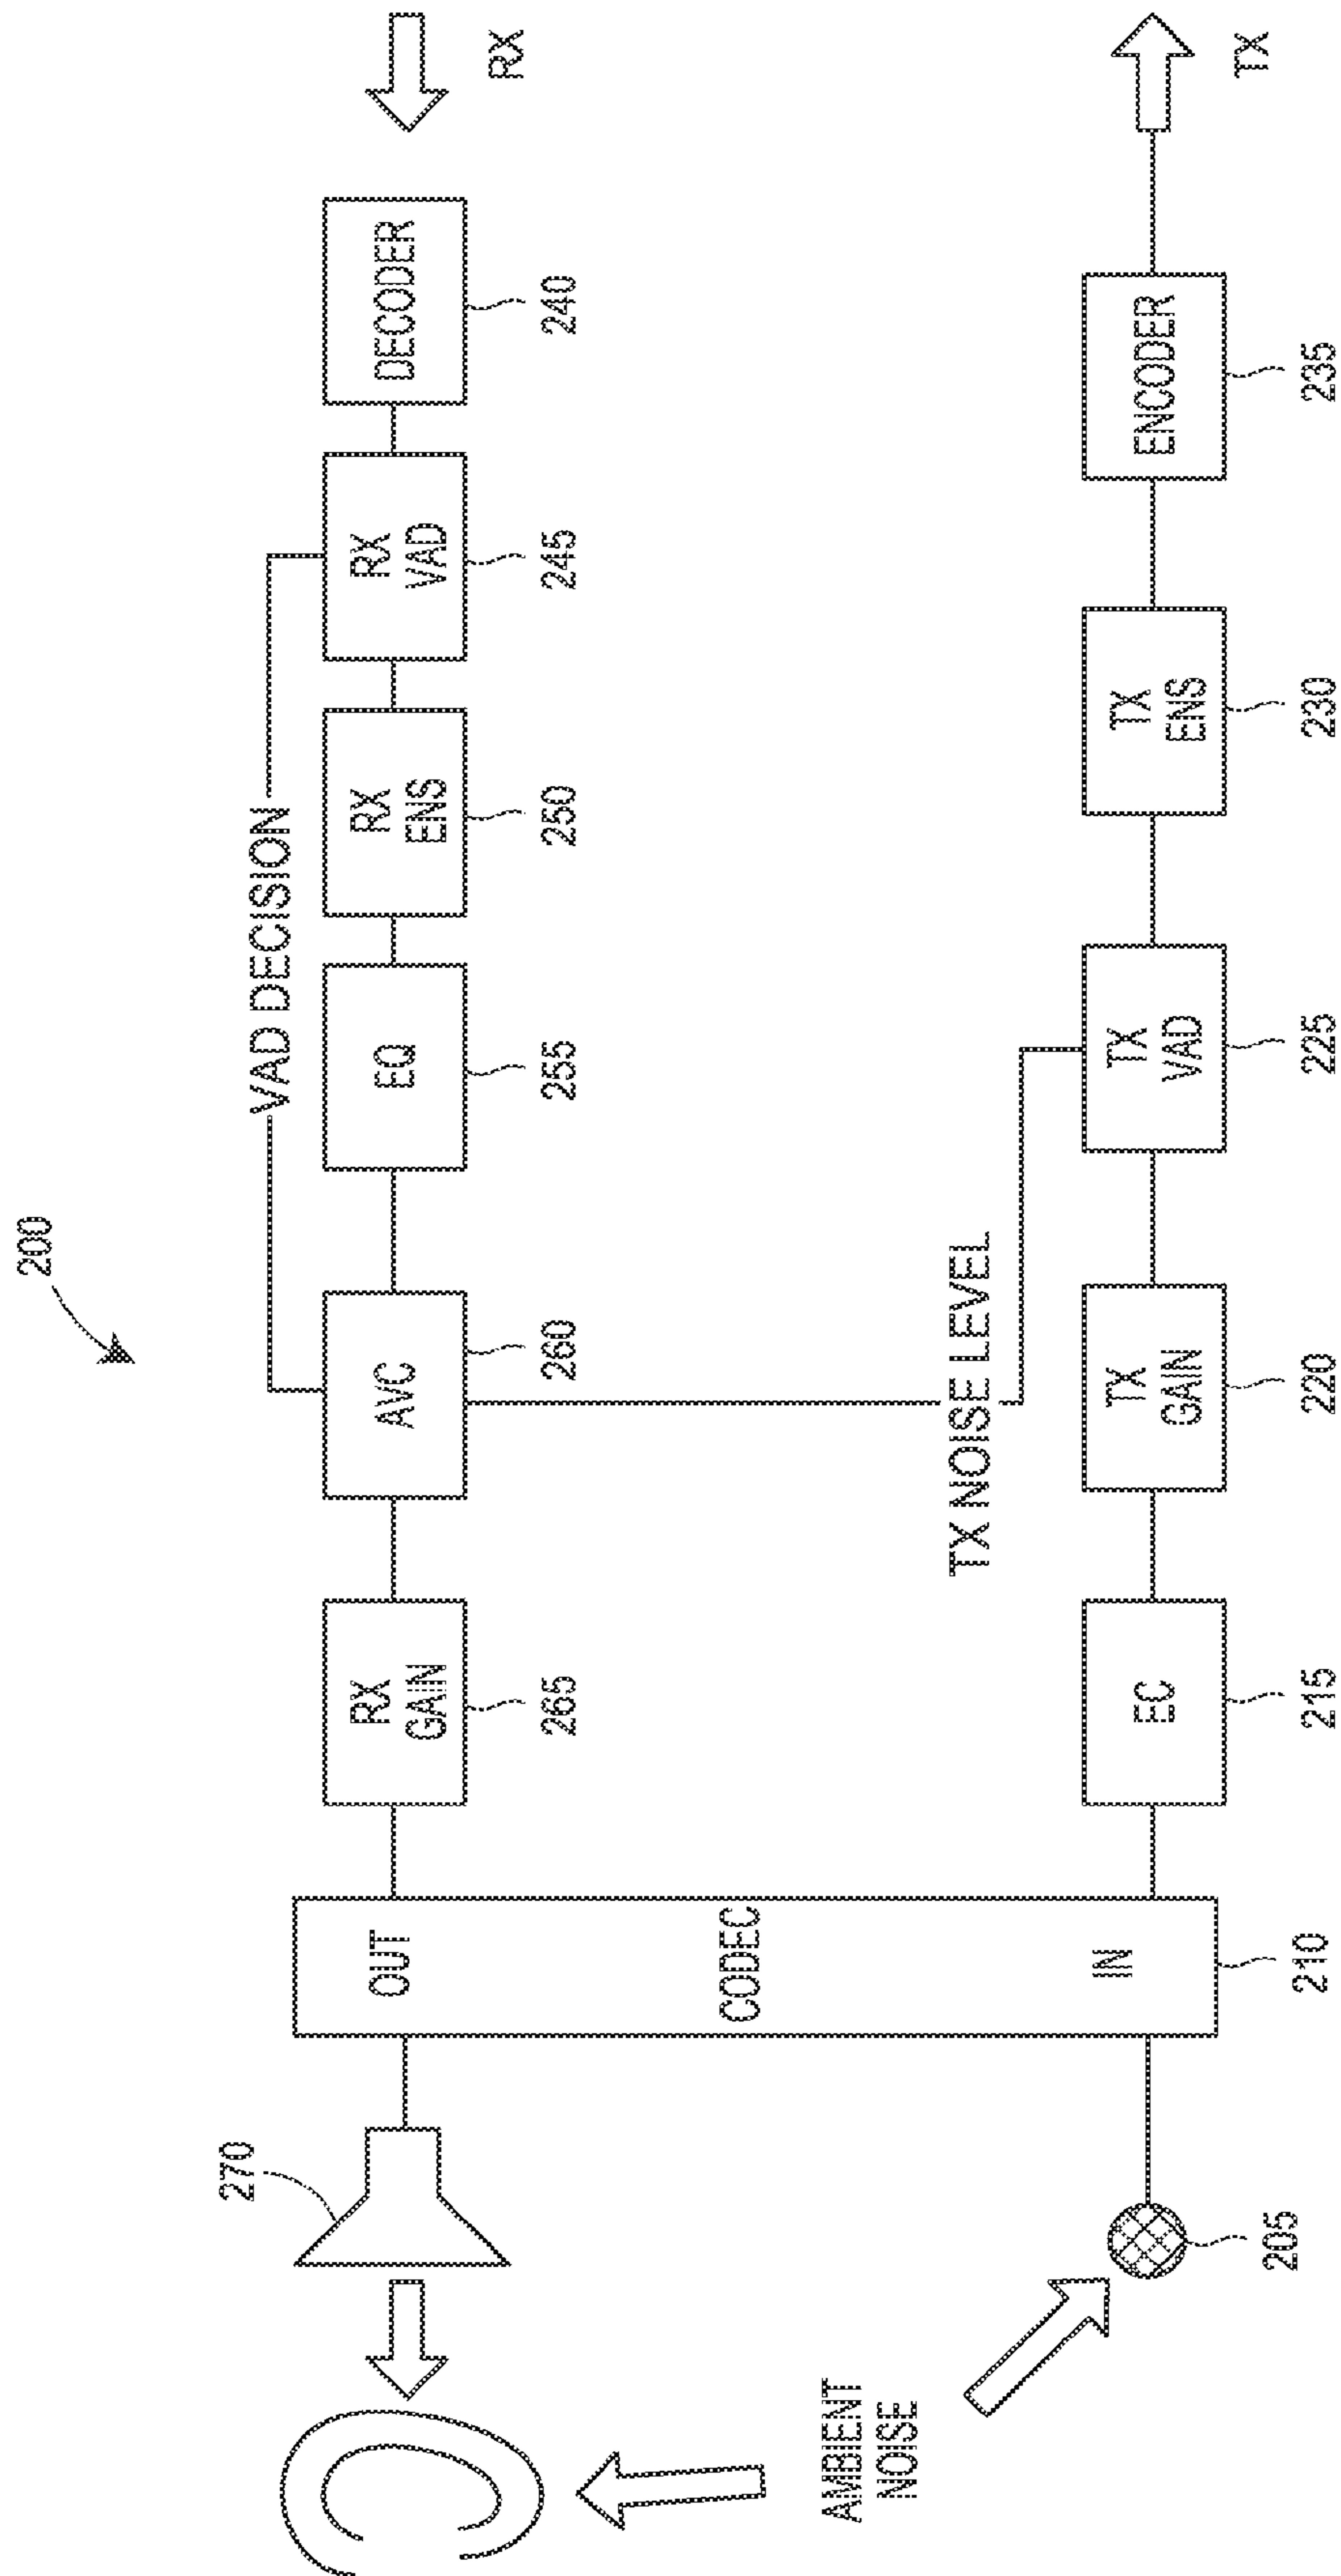 200
VAD DECISION
270
OUT
CODEC
IN
210
RX
GAIN
265
AVC
260
EQ
255
RX
ENS
250
RX
VAD
245
DECODER
240
RX
TX NOISE LEVEL
AMBIENT
NOISE
205
EC
215
TX
GAIN
220
TX
VAD
225
TX
ENS
230
ENCODER
235
TX